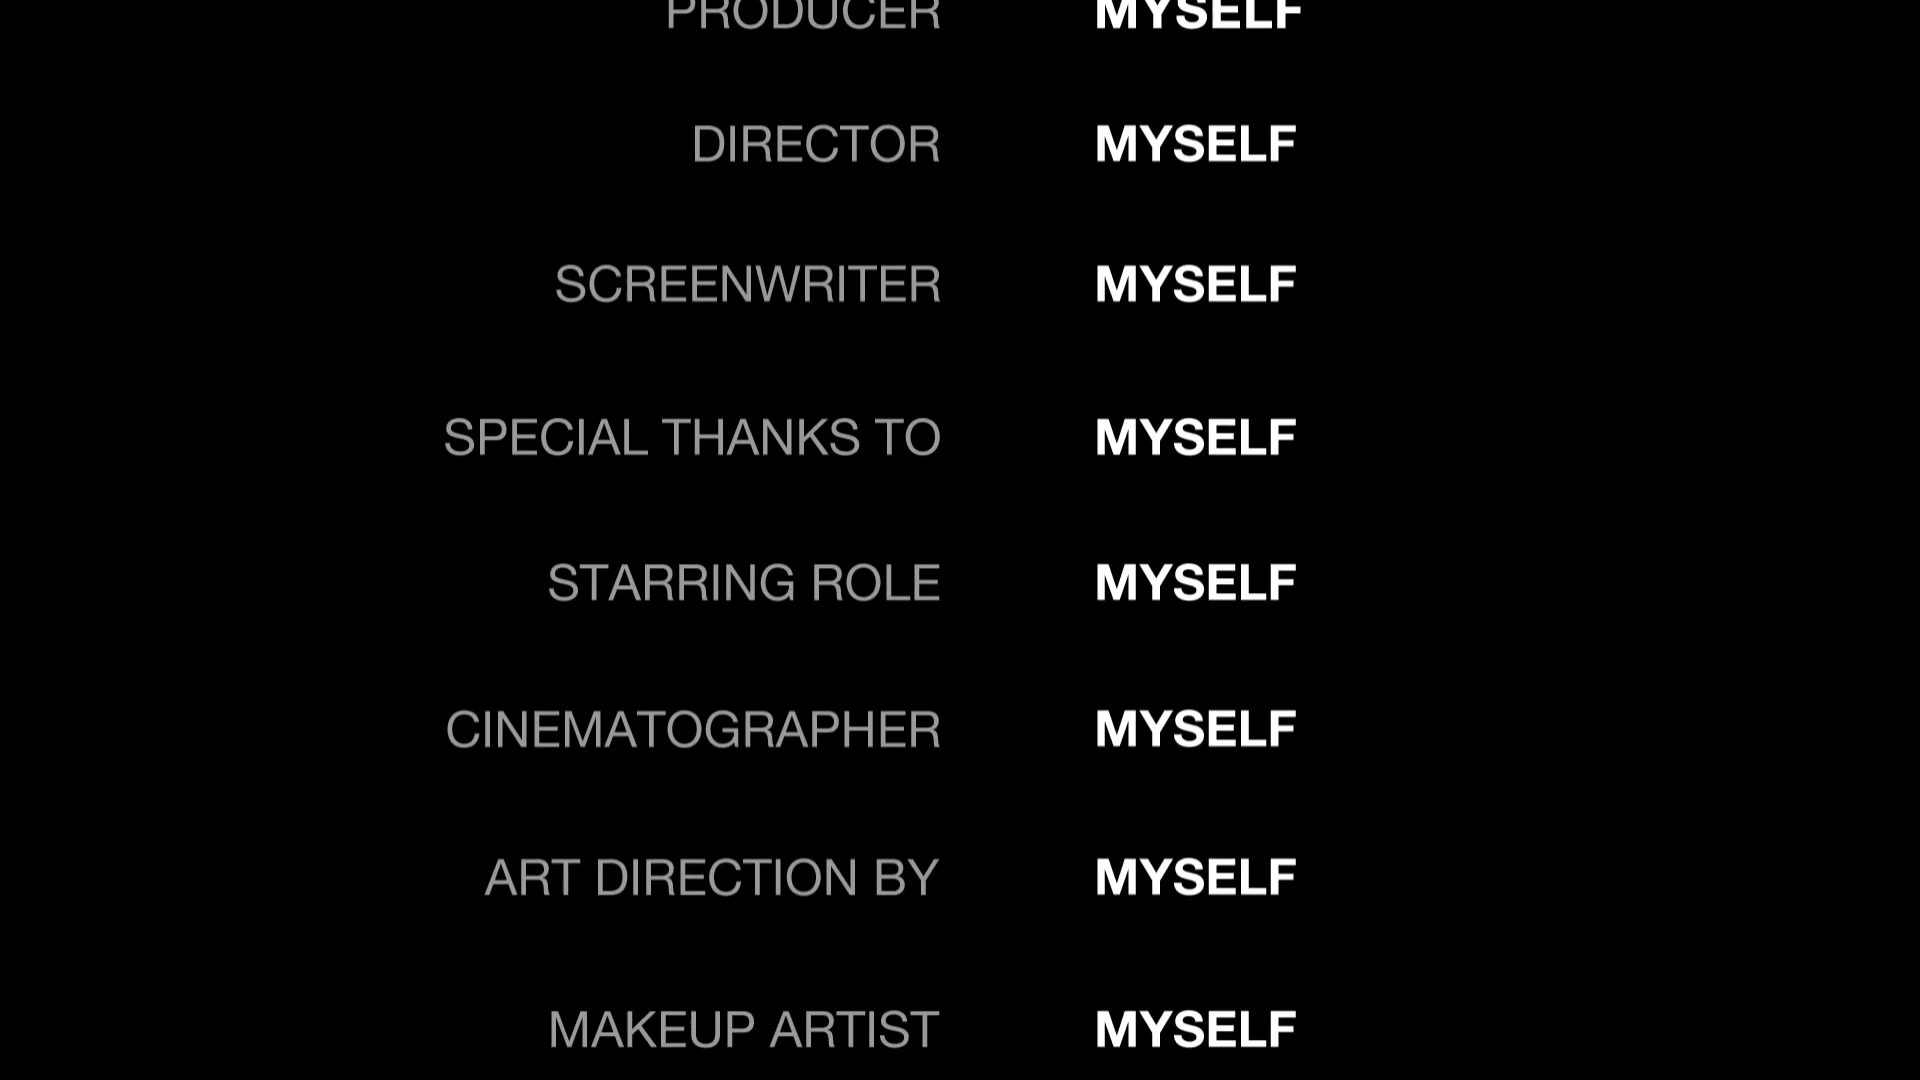 PRODUCER MYSELF
DIRECTOR MYSELF
SCREENWRITER MYSELF
SPECIAL THANKS TO MYSELF
STARRING ROLE MYSELF
CINEMATOGRAPHER MYSELF
ART DIRECTION BY MYSELF
MAKEUP ARTIST MYSELF